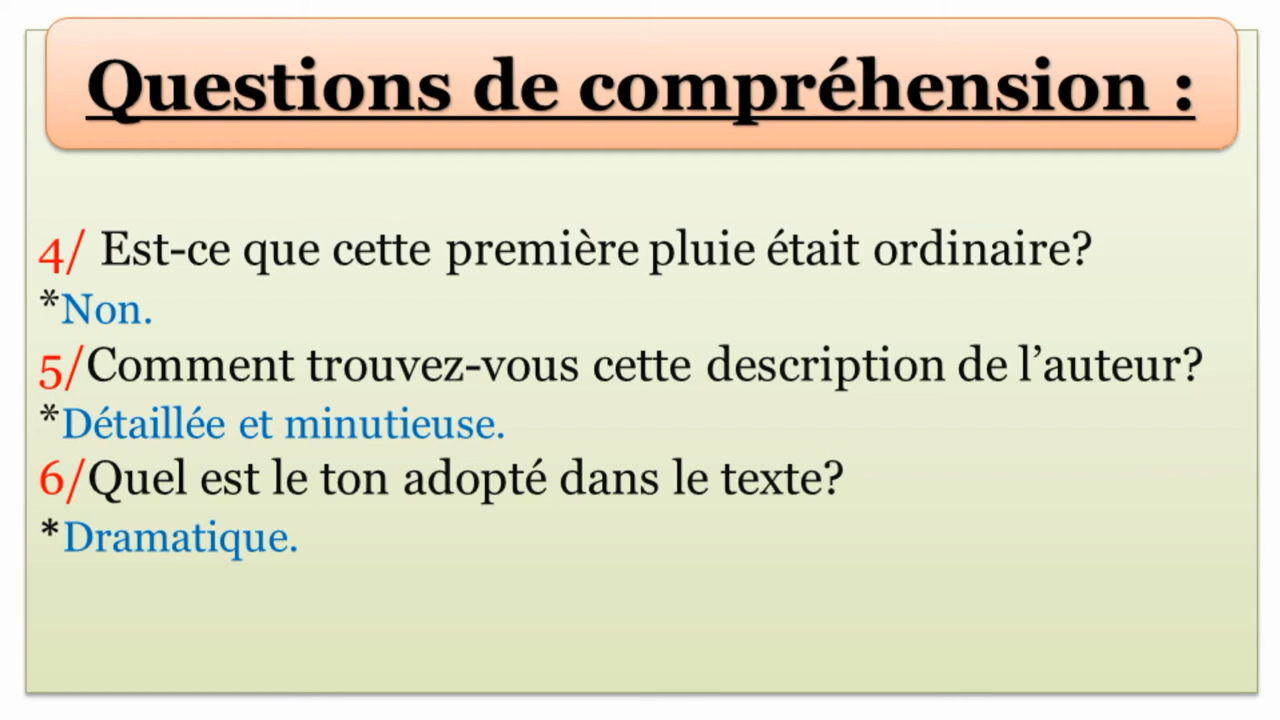 Questions de compréhension :
4/ Est-ce que cette première pluie était ordinaire?
*Non.
5/Comment trouvez-vous cette description de l’auteur?
*Détaillée et minutieuse.
6/Quel est le ton adopté dans le texte?
*Dramatique.